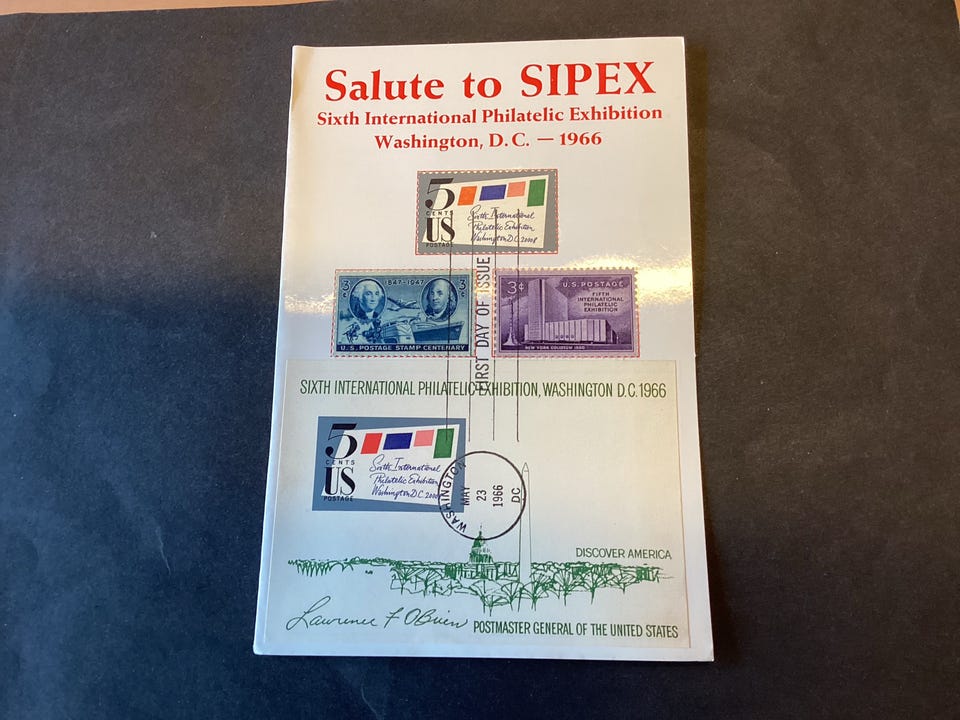 Salute to SIPEX
Sixth International Philatelic Exhibition
Washington, D.C. — 1966
5
CENTS
US
POSTAGE
Sixth International
Philatelic Exhibition
Washington D.C. 2008
3¢ 1847-1947 3¢
U.S. POSTAGE STAMP CENTENARY
3¢ U.S. POSTAGE
FIFTH
INTERNATIONAL
PHILATELIC
EXHIBITION
NEW YORK COLISEUM
FIRST DAY OF ISSUE
SIXTH INTERNATIONAL PHILATELIC EXHIBITION, WASHINGTON D.C. 1966
5
CENTS
US
POSTAGE
Sixth International
Philatelic Exhibition
Washington D.C.
WASHINGTON
MAY
23
1966
DC
DISCOVER AMERICA
Lawrence F O'Brien
POSTMASTER GENERAL OF THE UNITED STATES